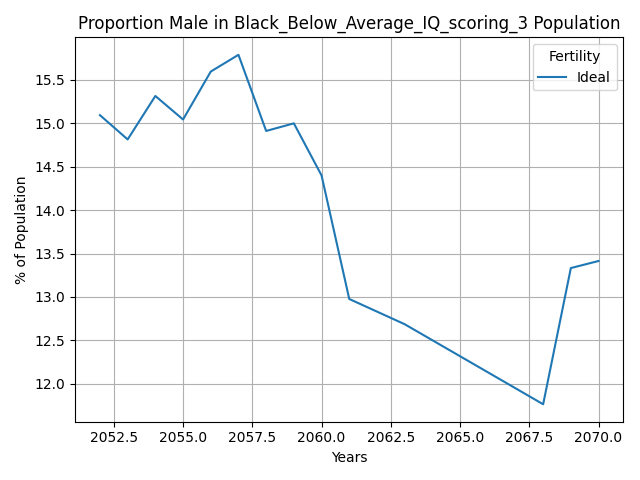 Proportion Male in Black_Below_Average_IQ_scoring_3 Population
Fertility
Ideal
15.5
15.0
14.5
14.0
13.5
13.0
12.5
12.0
% of Population
2052.5 2055.0 2057.5 2060.0 2062.5 2065.0 2067.5 2070.0
Years